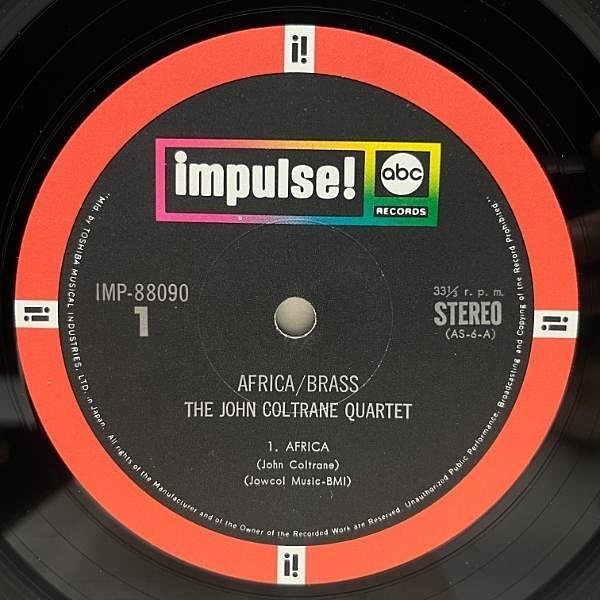 i!
impulse!
abc
RECORDS
IMP-88090
1
33⅓ r. p. m.
STEREO
(AS-6-A)
i!
i!
AFRICA/BRASS
THE JOHN COLTRANE QUARTET
1. AFRICA
(John Coltrane)
(Jowcol Music-BMI)
"Mfd by TOSHIBA MUSICAL INDUSTRIES, LTD. in Japan. All rights of the Manufacturer and of the Owner of the Recorded Work are Reserved. Unauthorized Public Performance, Broadcasting and Copying of the Record Prohibited."
i!